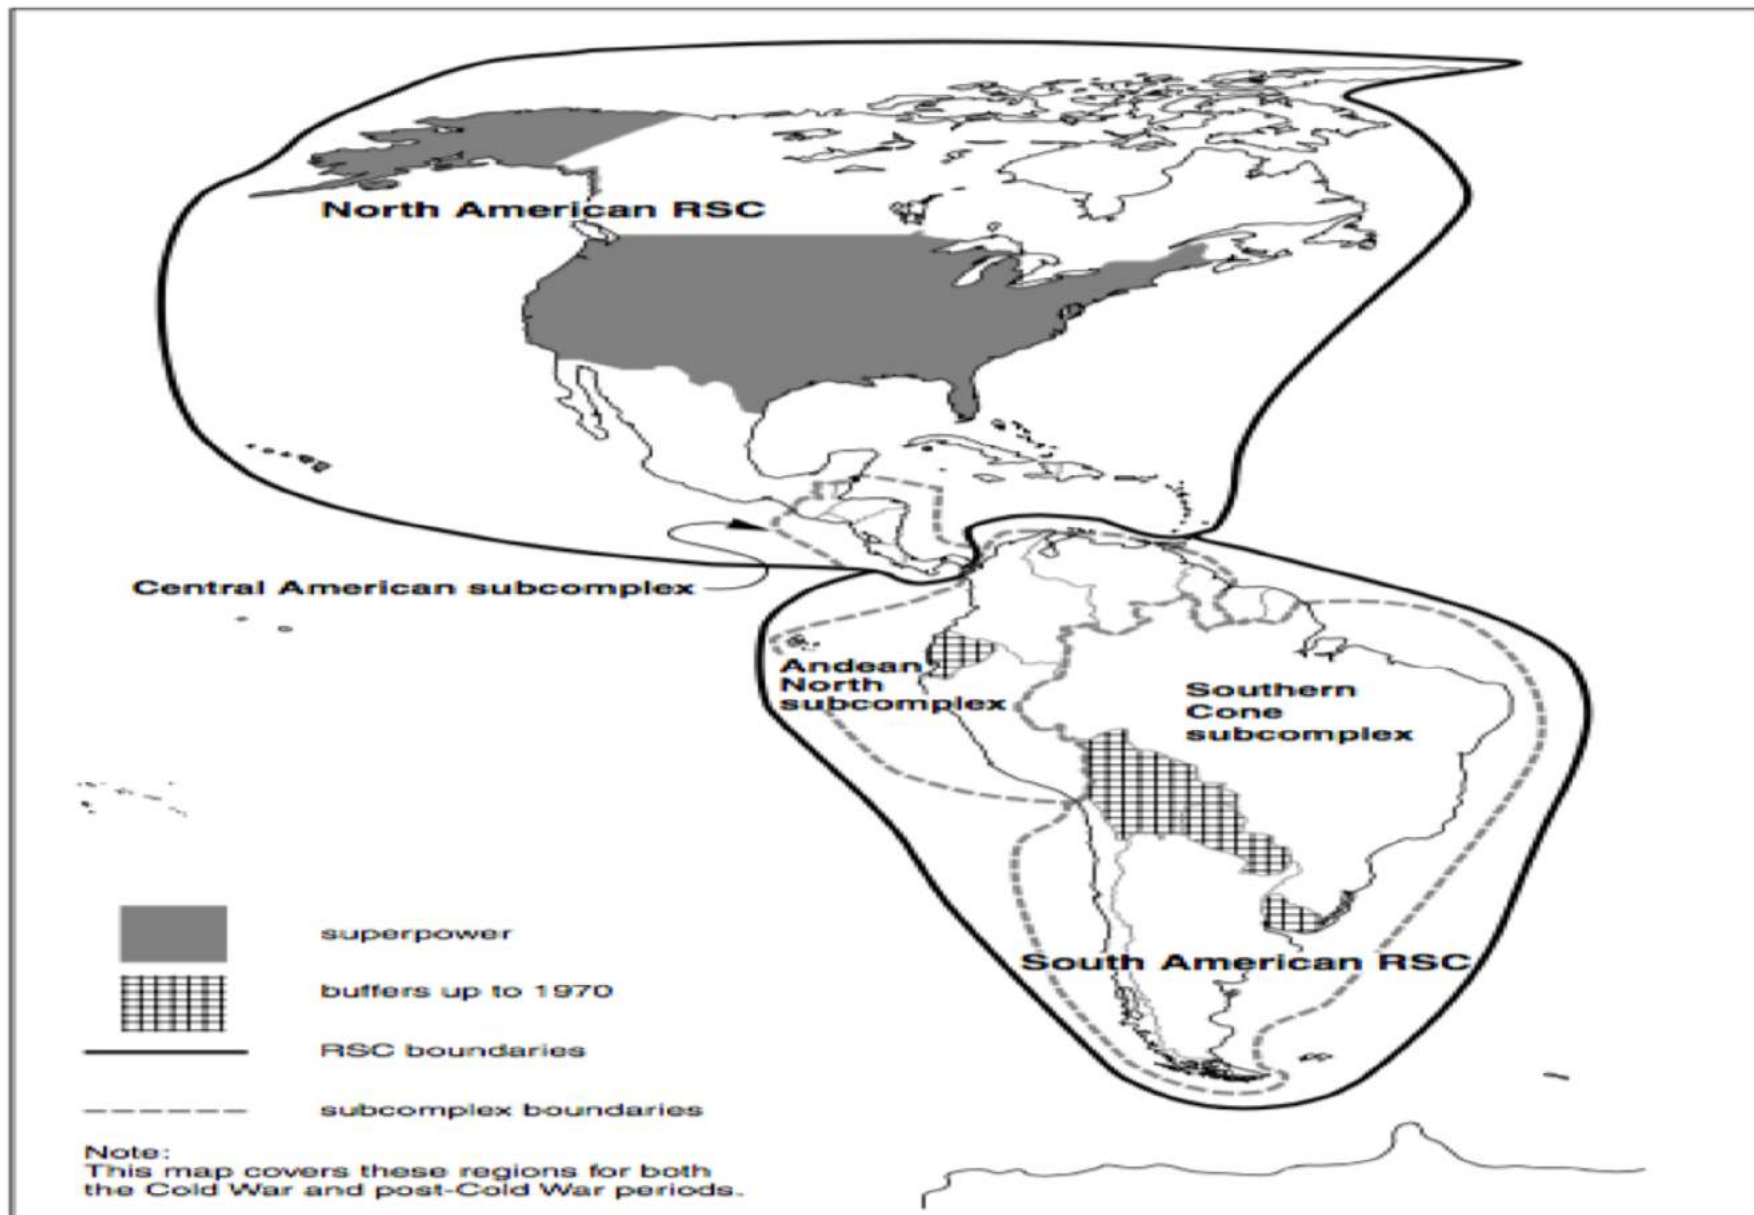 North American RSC
Central American subcomplex
Andean
North
subcomplex
Southern
Cone
subcomplex
South American RSC
superpower
buffers up to 1970
RSC boundaries
subcomplex boundaries
Note:
This map covers these regions for both
the Cold War and post-Cold War periods.